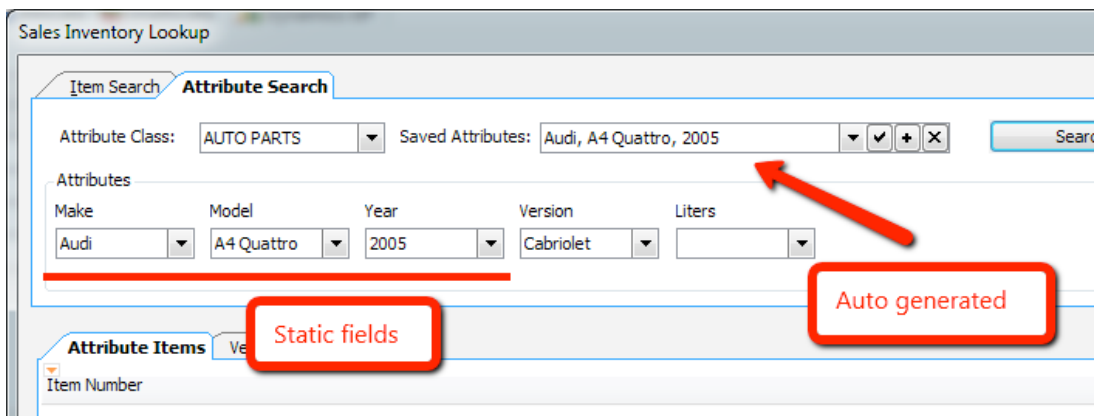 Sales Inventory Lookup
Item Search Attribute Search
Attribute Class: AUTO PARTS Saved Attributes: Audi, A4 Quattro, 2005
Attributes
Make Model Year Version Liters
Audi A4 Quattro 2005 Cabriolet
Auto generated
Static fields
Attribute Items
Item Number